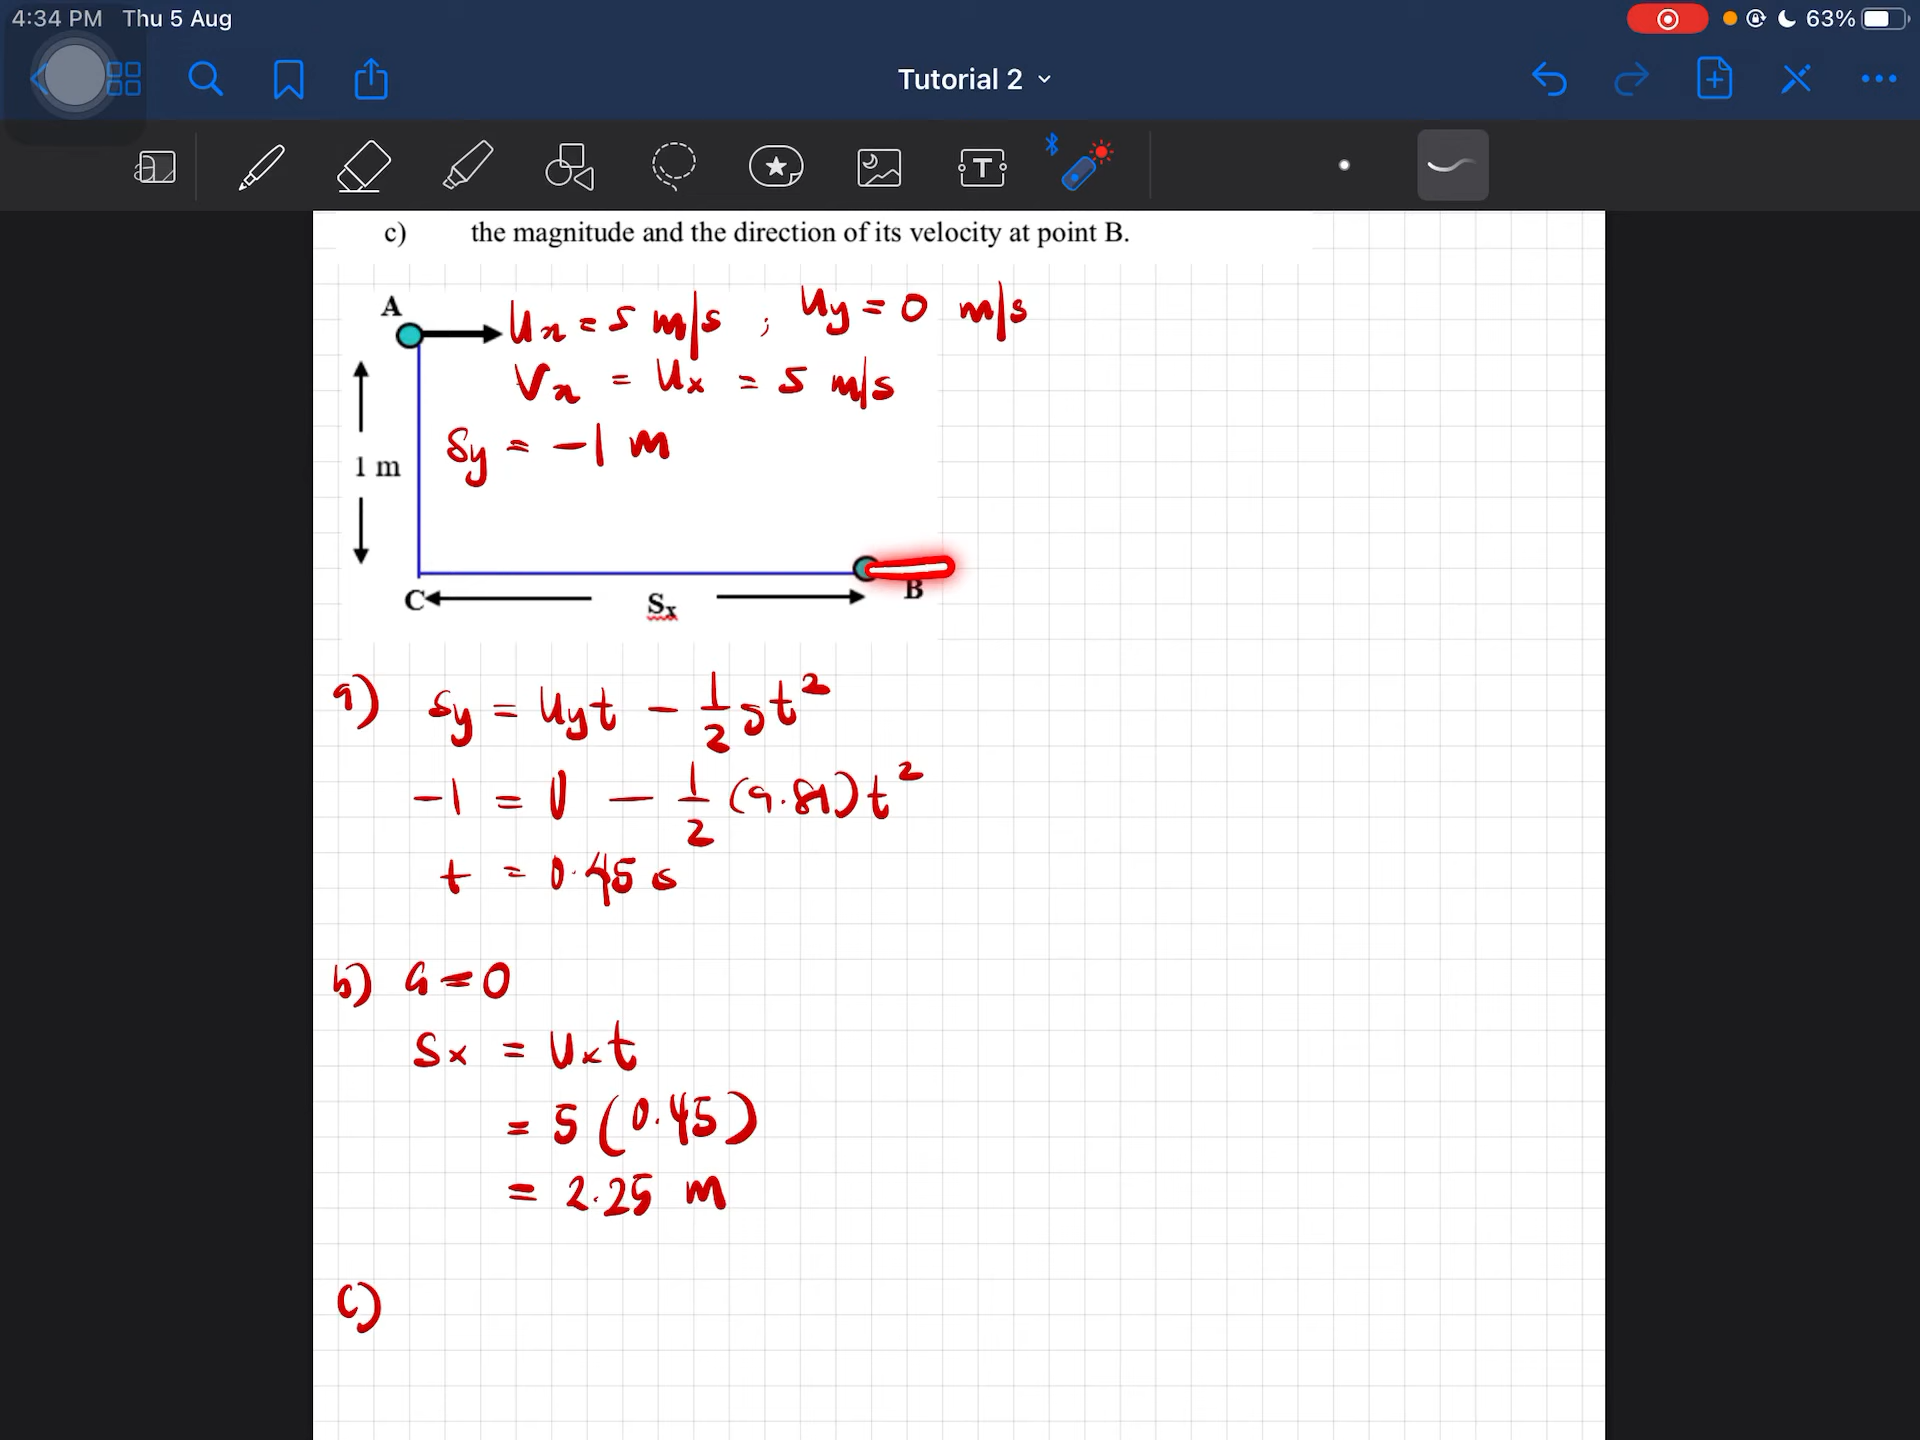 4:34 PM Thu 5 Aug
63%
Tutorial 2
T
c) the magnitude and the direction of its velocity at point B.
A
Ux = 5 m/s ; Uy = 0 m/s
Vx = Ux = 5 m/s
Sy = -1 m
1 m
C
Sx
B
a) Sy = Uyt - 1/2 gt²
-1 = 0 - 1/2 (9.81)t²
t = 0.45 s
b) a = 0
Sx = Uxt
= 5 (0.45)
= 2.25 m
c)